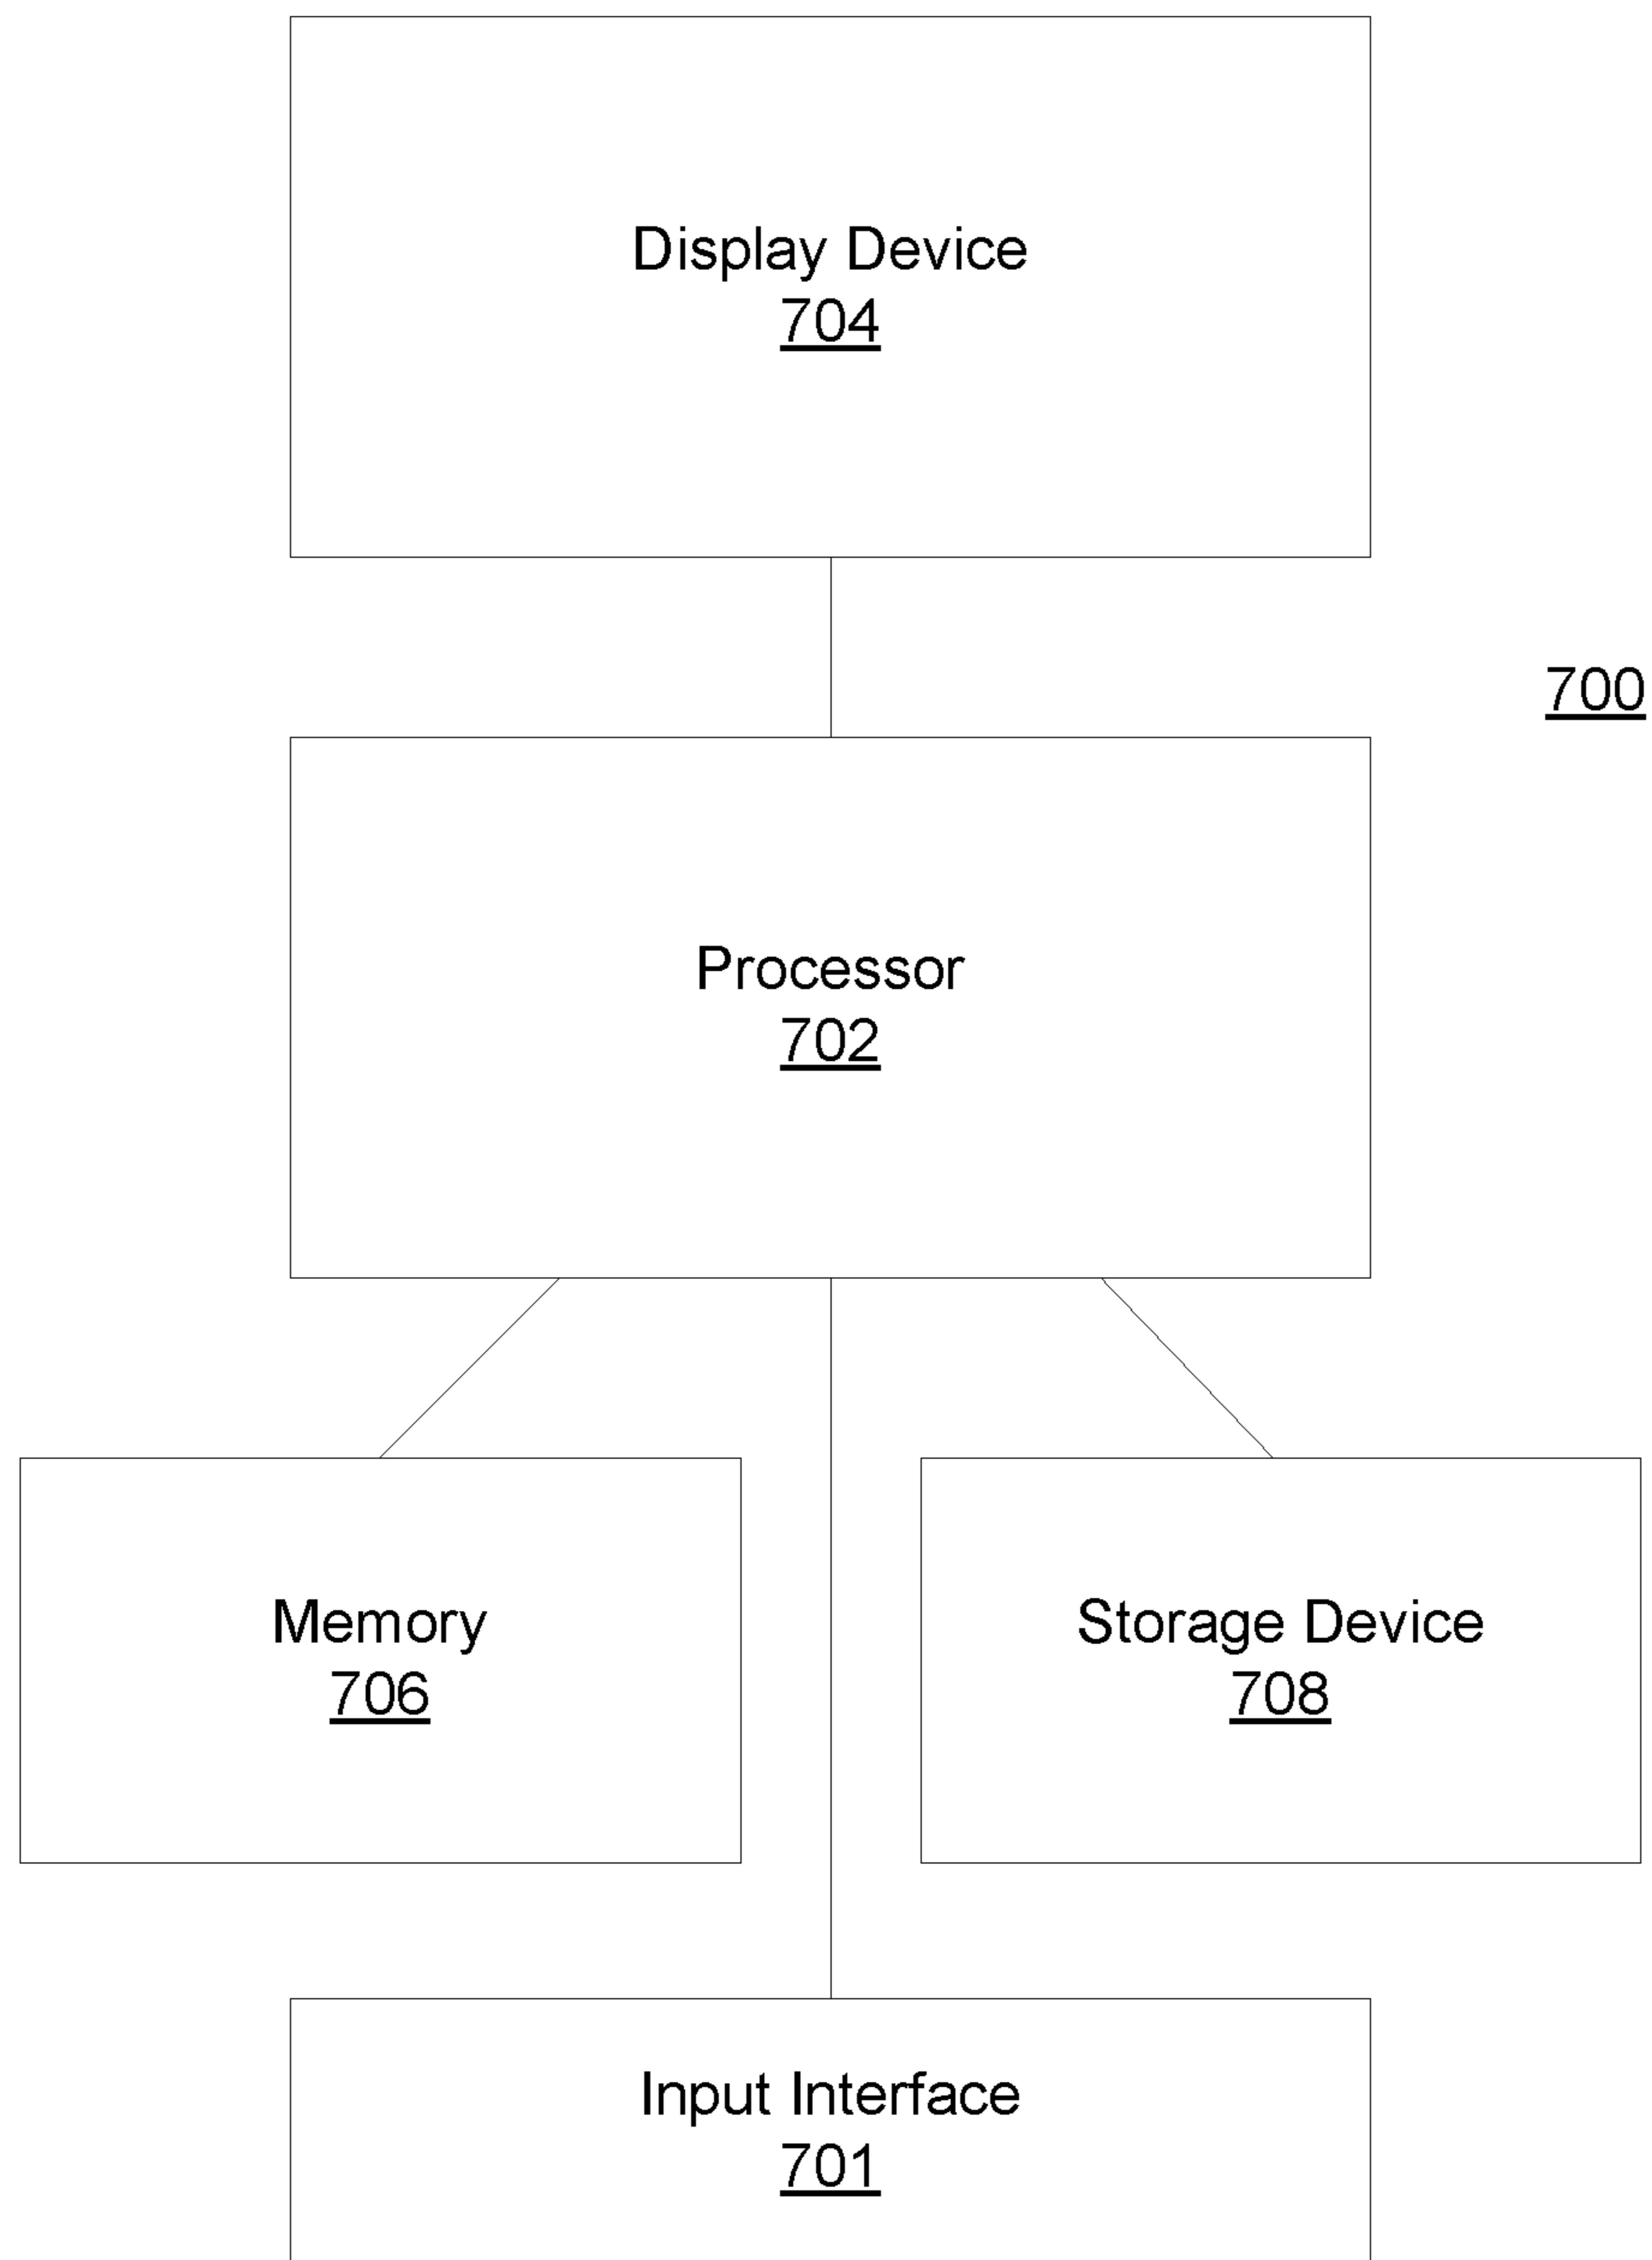 Display Device
704
700
Processor
702
Memory
706
Storage Device
708
Input Interface
701